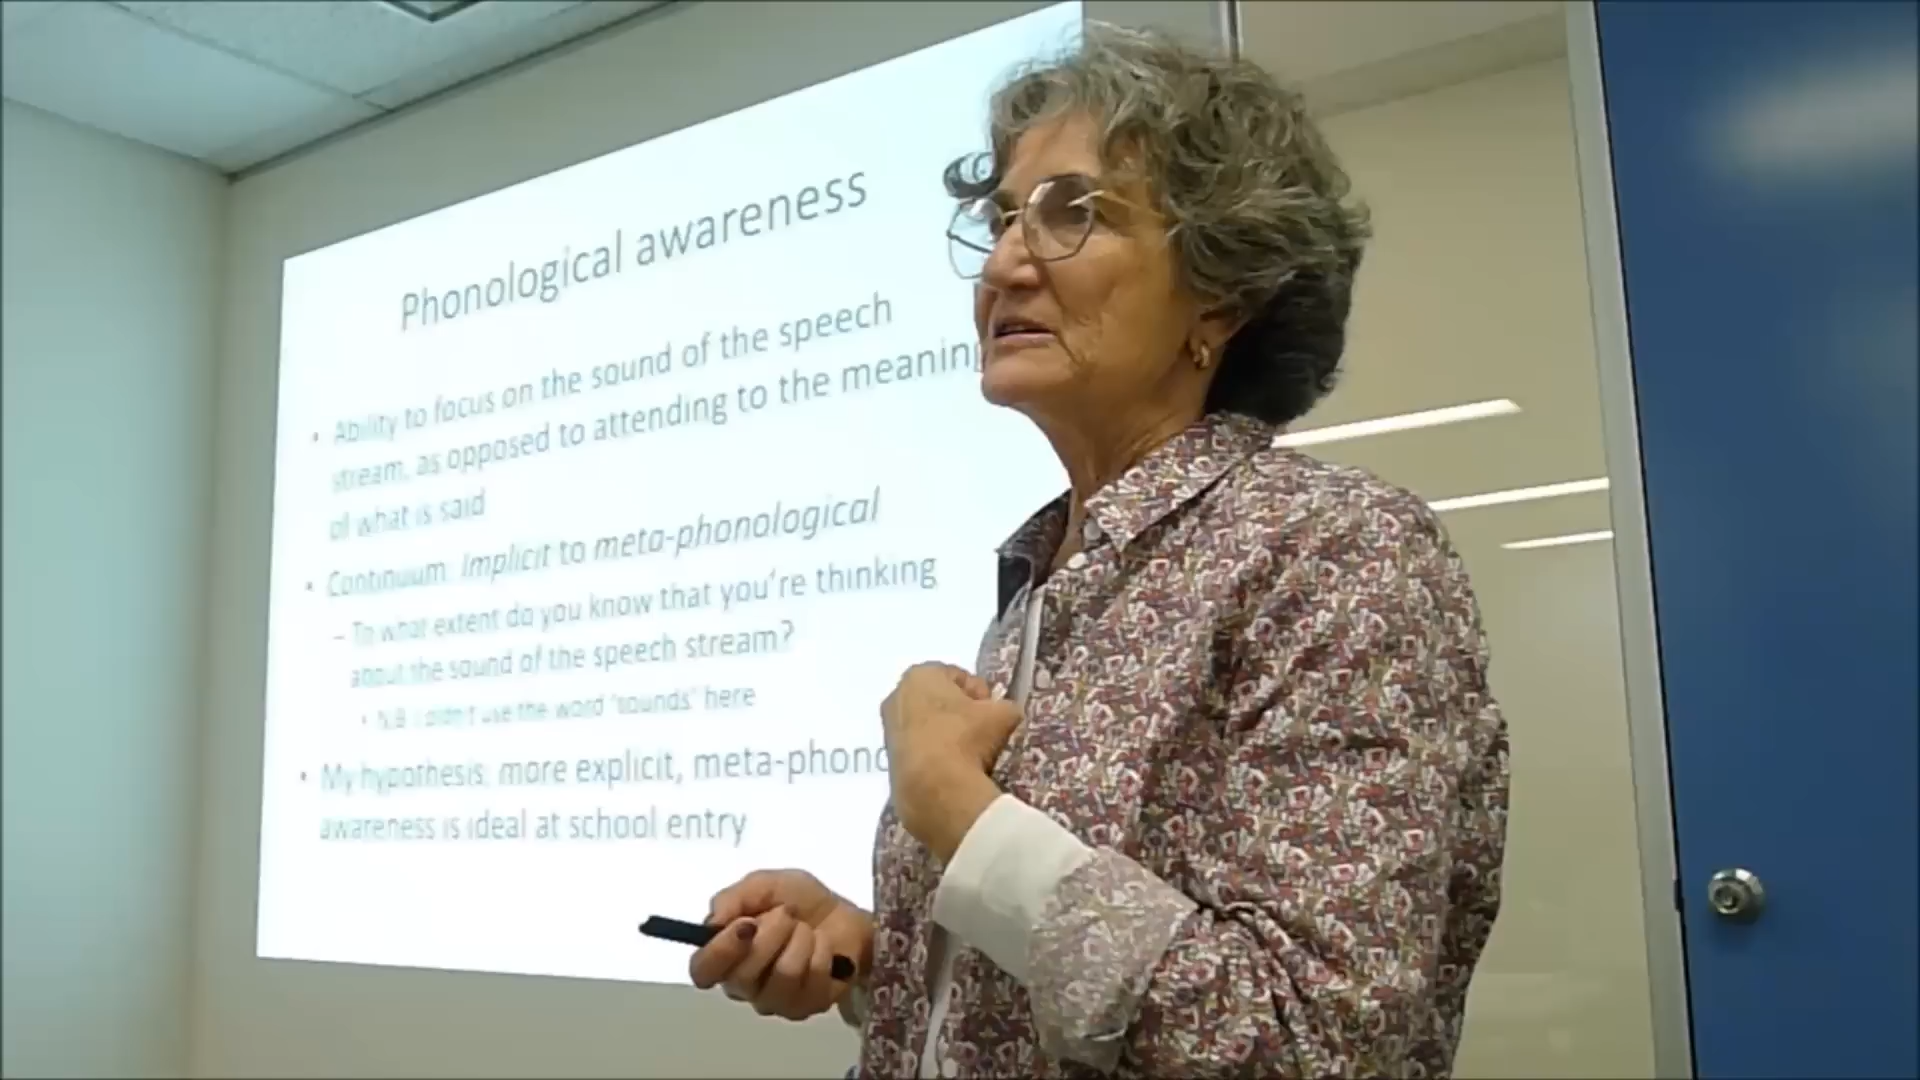 Phonological awareness
• Ability to focus on the sound of the speech
stream, as opposed to attending to the meaning
of what is said
• Continuum: implicit to meta-phonological
– To what extent do you know that you're thinking
about the sound of the speech stream?
• N.B. I didn't use the word 'sounds' here
• My hypothesis: more explicit, meta-phono
awareness is ideal at school entry